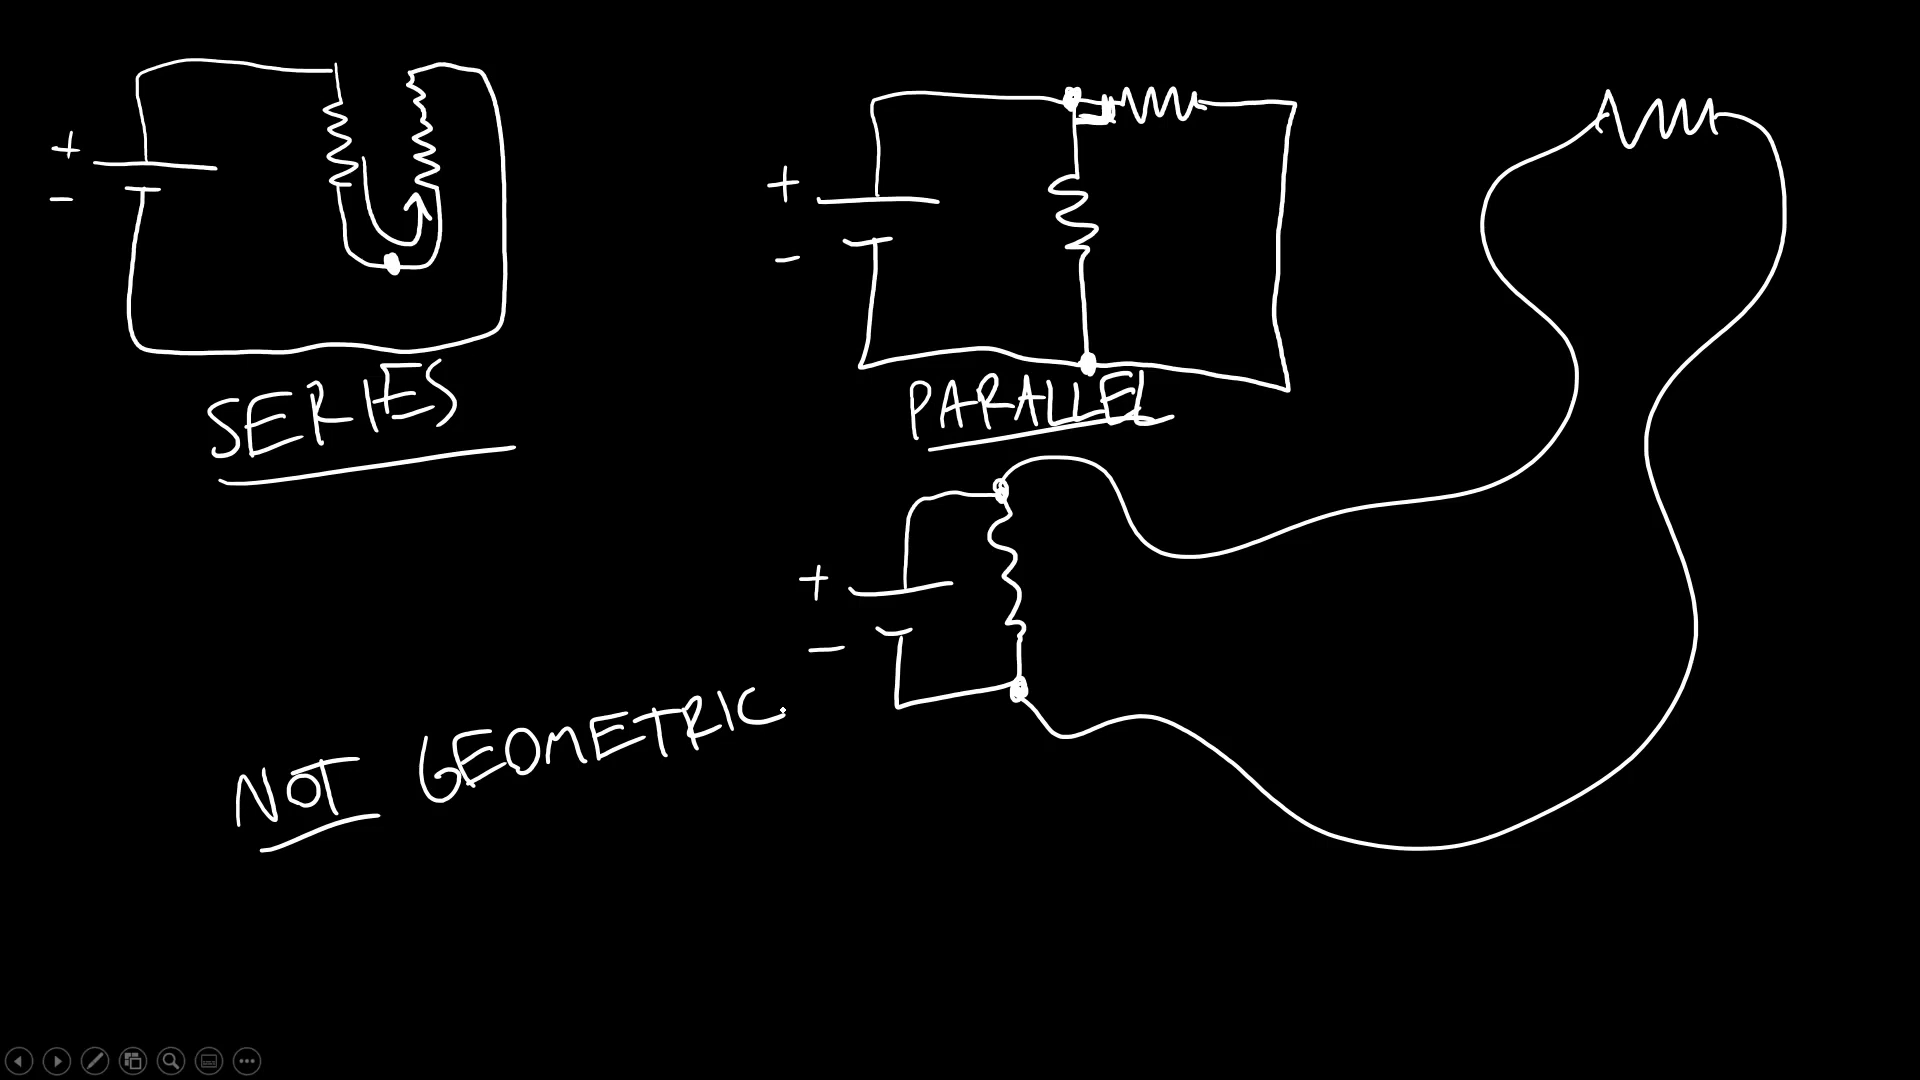 +
-
SERIES
+
-
PARALLEL
+
-
NOT GEOMETRIC